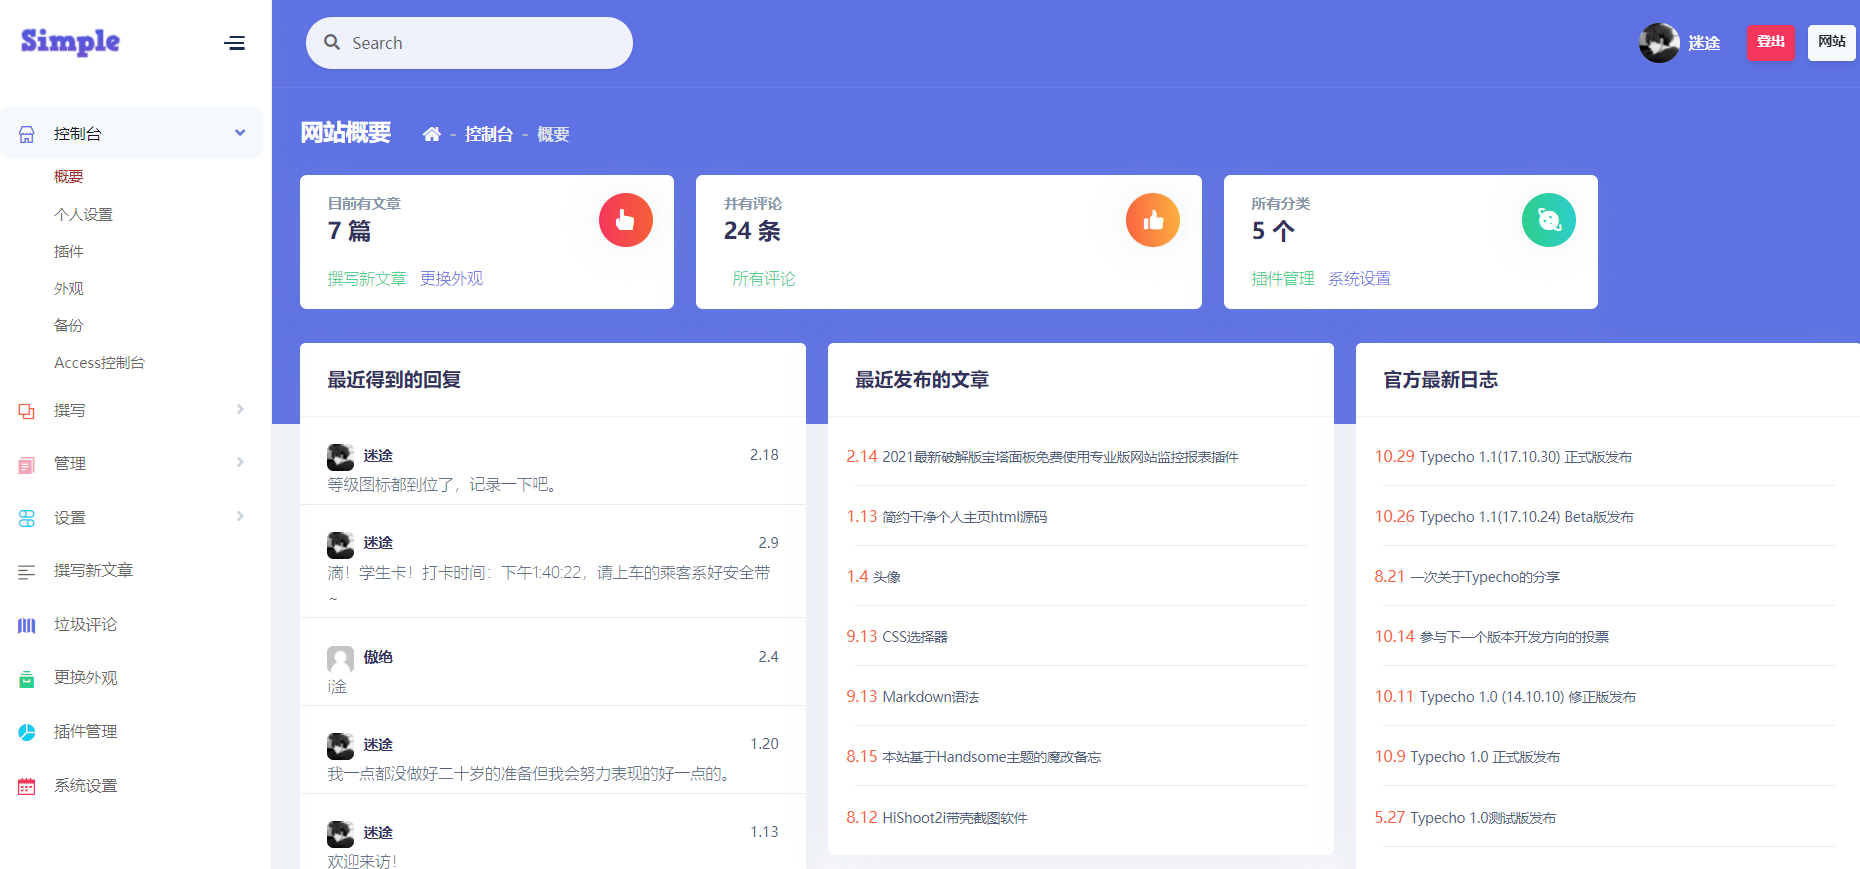 Simple
控制台
概要
个人设置
插件
外观
备份
Access控制台
撰写
管理
设置
撰写新文章
垃圾评论
更换外观
插件管理
系统设置
Search
迷途
登出
网站
网站概要
- 控制台 - 概要
目前有文章
7 篇
撰写新文章 更换外观
并有评论
24 条
所有评论
所有分类
5 个
插件管理 系统设置
最近得到的回复
迷途 2.18
等级图标都到位了，记录一下吧。
迷途 2.9
滴！学生卡！打卡时间：下午1:40:22，请上车的乘客系好安全带
~
傲绝 2.4
i淦
迷途 1.20
我一点都没做好二十岁的准备但我会努力表现的好一点的。
迷途 1.13
欢迎来访！
最近发布的文章
2.14 2021最新破解版宝塔面板免费使用专业版网站监控报表插件
1.13 简约干净个人主页html源码
1.4 头像
9.13 CSS选择器
9.13 Markdown语法
8.15 本站基于Handsome主题的魔改备忘
8.12 HiShoot2i带壳截图软件
官方最新日志
10.29 Typecho 1.1(17.10.30) 正式版发布
10.26 Typecho 1.1(17.10.24) Beta版发布
8.21 一次关于Typecho的分享
10.14 参与下一个版本开发方向的投票
10.11 Typecho 1.0 (14.10.10) 修正版发布
10.9 Typecho 1.0 正式版发布
5.27 Typecho 1.0测试版发布